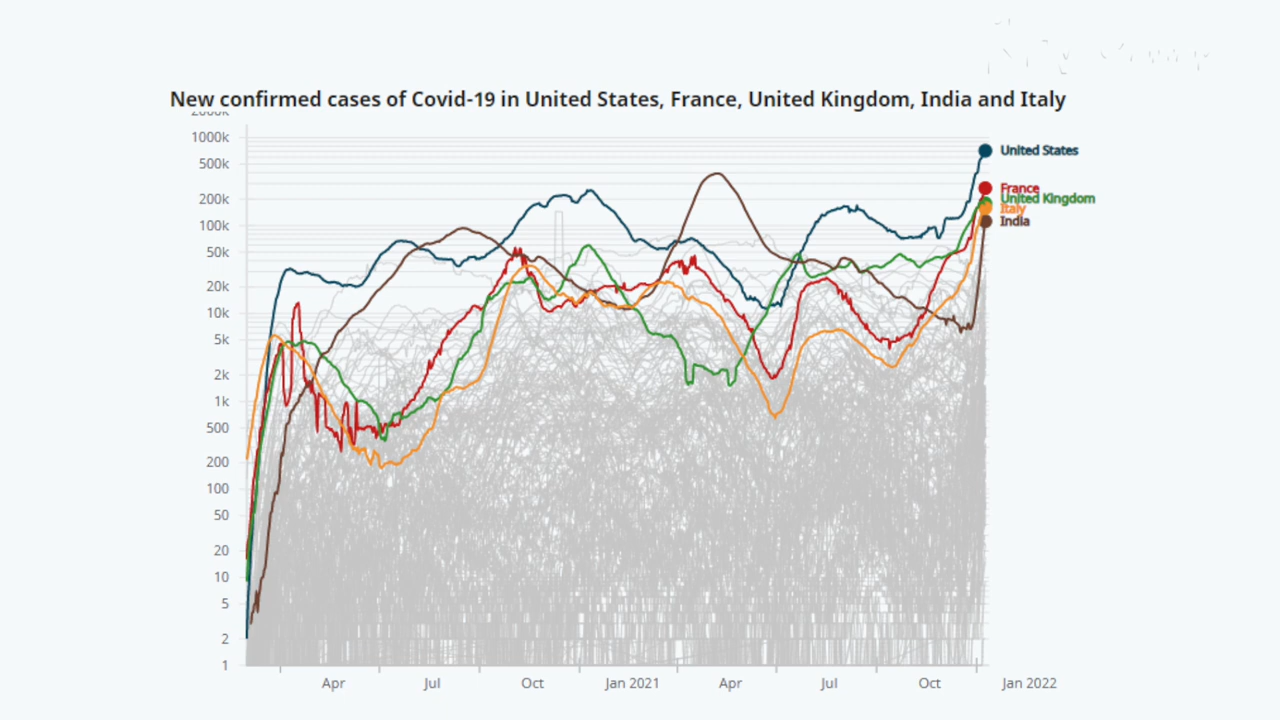 New confirmed cases of Covid-19 in United States, France, United Kingdom, India and Italy
2000k
1000k
500k
200k
100k
50k
20k
10k
5k
2k
1k
500
200
100
50
20
10
5
2
1
United States
France
United Kingdom
Italy
India
Apr Jul Oct Jan 2021 Apr Jul Oct Jan 2022